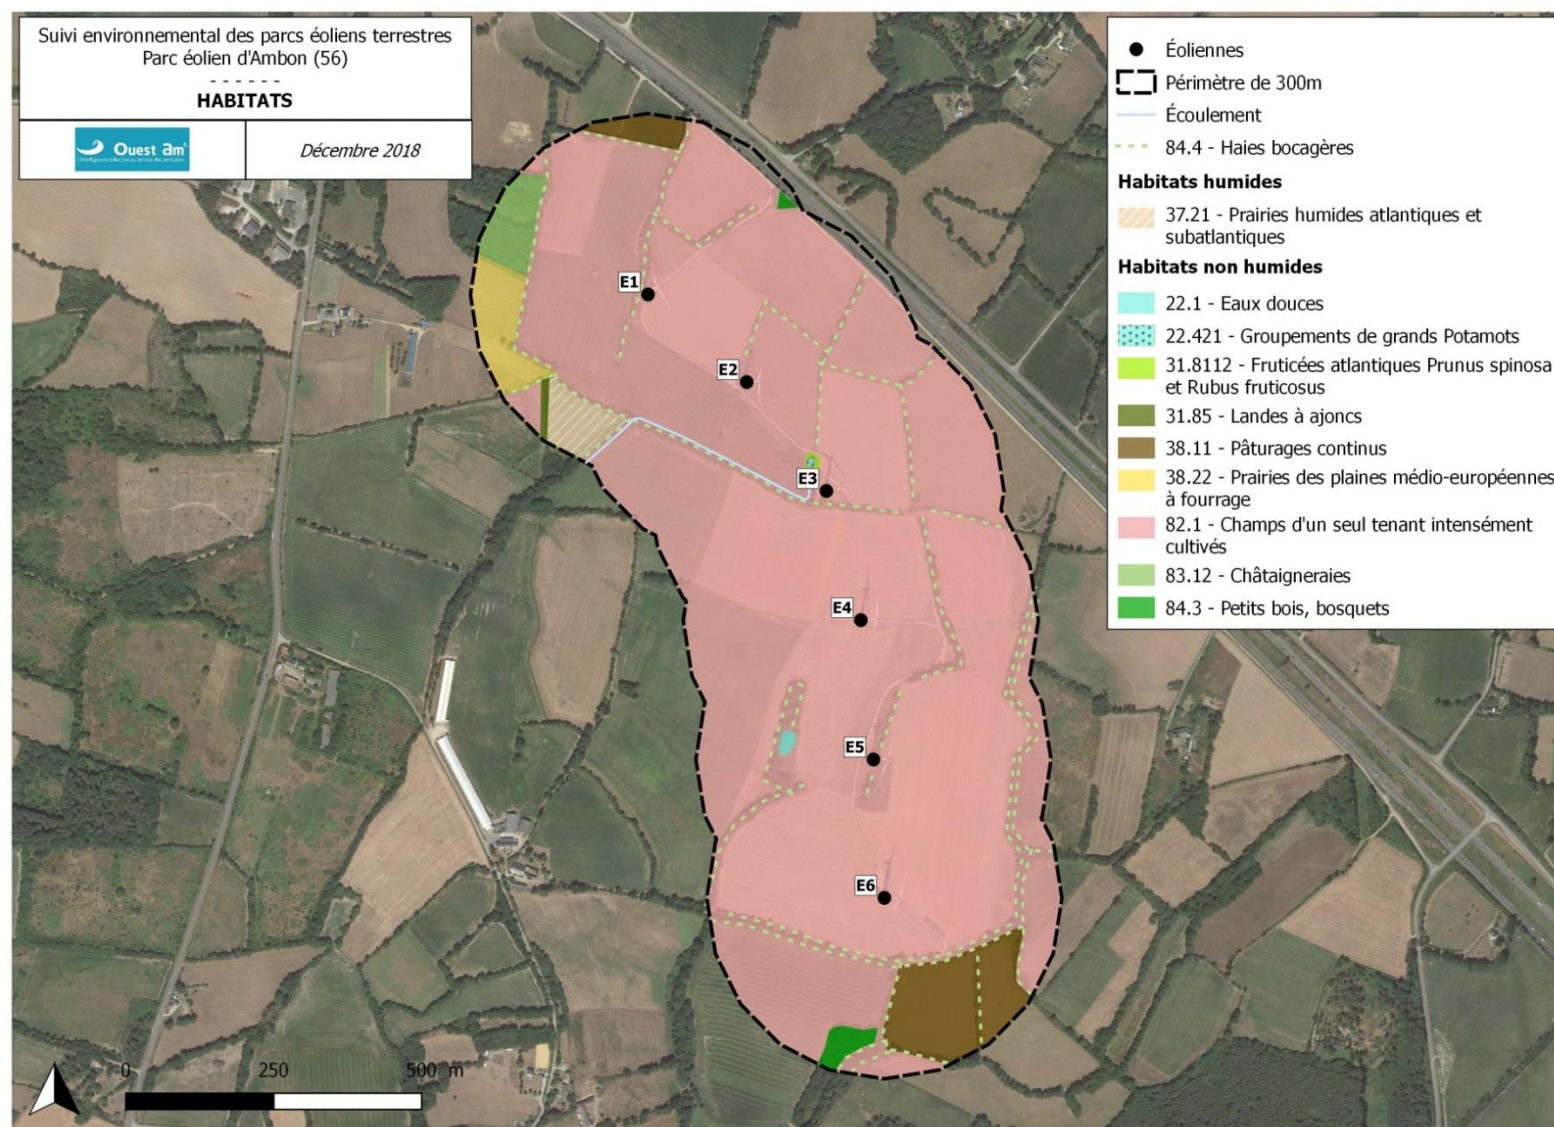 Suivi environnemental des parcs éoliens terrestres
Parc éolien d'Ambon (56)
- - - - - -
HABITATS
Ouest am'
Décembre 2018
Éoliennes
Périmètre de 300m
Écoulement
84.4 - Haies bocagères
Habitats humides
37.21 - Prairies humides atlantiques et
subatlantiques
Habitats non humides
22.1 - Eaux douces
22.421 - Groupements de grands Potamots
31.8112 - Fruticées atlantiques Prunus spinosa
et Rubus fruticosus
31.85 - Landes à ajoncs
38.11 - Pâturages continus
38.22 - Prairies des plaines médio-européennes
à fourrage
82.1 - Champs d'un seul tenant intensément
cultivés
83.12 - Châtaigneraies
84.3 - Petits bois, bosquets
E1
E2
E3
E4
E5
E6
0 250 500 m